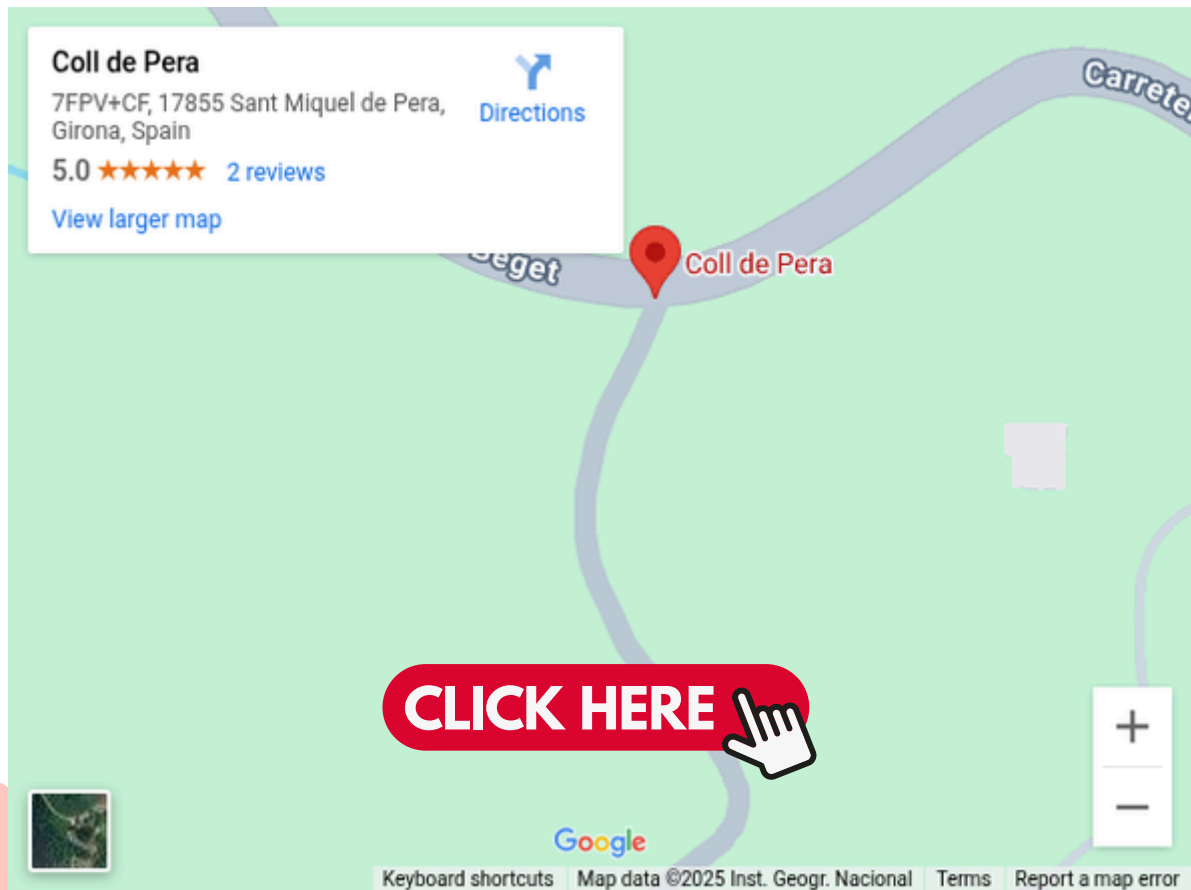 Coll de Pera
7FPV+CF, 17855 Sant Miquel de Pera,
Girona, Spain
5.0 ★★★★★ 2 reviews
View larger map
Directions
Carrete
Beget
Coll de Pera
CLICK HERE
Google
Keyboard shortcuts Map data ©2025 Inst. Geogr. Nacional Terms Report a map error